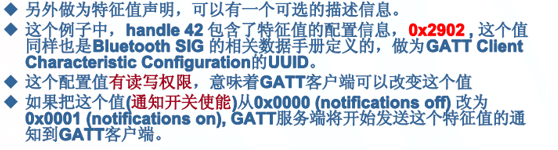 ◆ 另外做为特征值声明，可以有一个可选的描述信息。
◆ 这个例子中，handle 42 包含了特征值的配置信息，0x2902 , 这个值
同样也是Bluetooth SIG 的相关数据手册定义的，做为GATT Client
Characteristic Configuration的UUID。
◆ 这个配置值有读写权限，意味着GATT客户端可以改变这个值
◆ 如果把这个值(通知开关使能)从0x0000 (notifications off) 改为
0x0001 (notifications on), GATT服务端将开始发送这个特征值的通
知到GATT客户端。